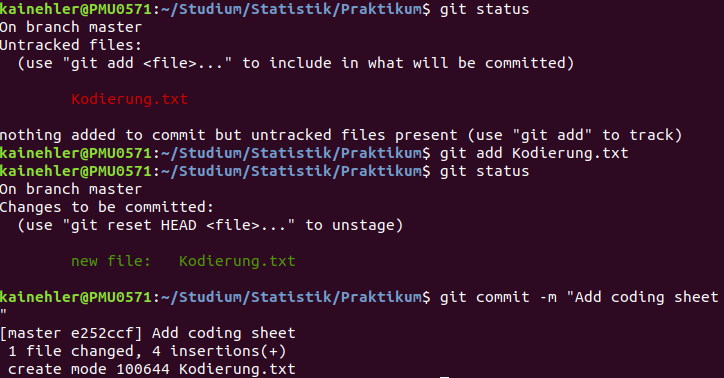 kainehler@PMU0571:~/Studium/Statistik/Praktikum$ git status
On branch master
Untracked files:
  (use "git add <file>..." to include in what will be committed)

        Kodierung.txt

nothing added to commit but untracked files present (use "git add" to track)
kainehler@PMU0571:~/Studium/Statistik/Praktikum$ git add Kodierung.txt
kainehler@PMU0571:~/Studium/Statistik/Praktikum$ git status
On branch master
Changes to be committed:
  (use "git reset HEAD <file>..." to unstage)

        new file:   Kodierung.txt

kainehler@PMU0571:~/Studium/Statistik/Praktikum$ git commit -m "Add coding sheet
"
[master e252ccf] Add coding sheet
 1 file changed, 4 insertions(+)
 create mode 100644 Kodierung.txt